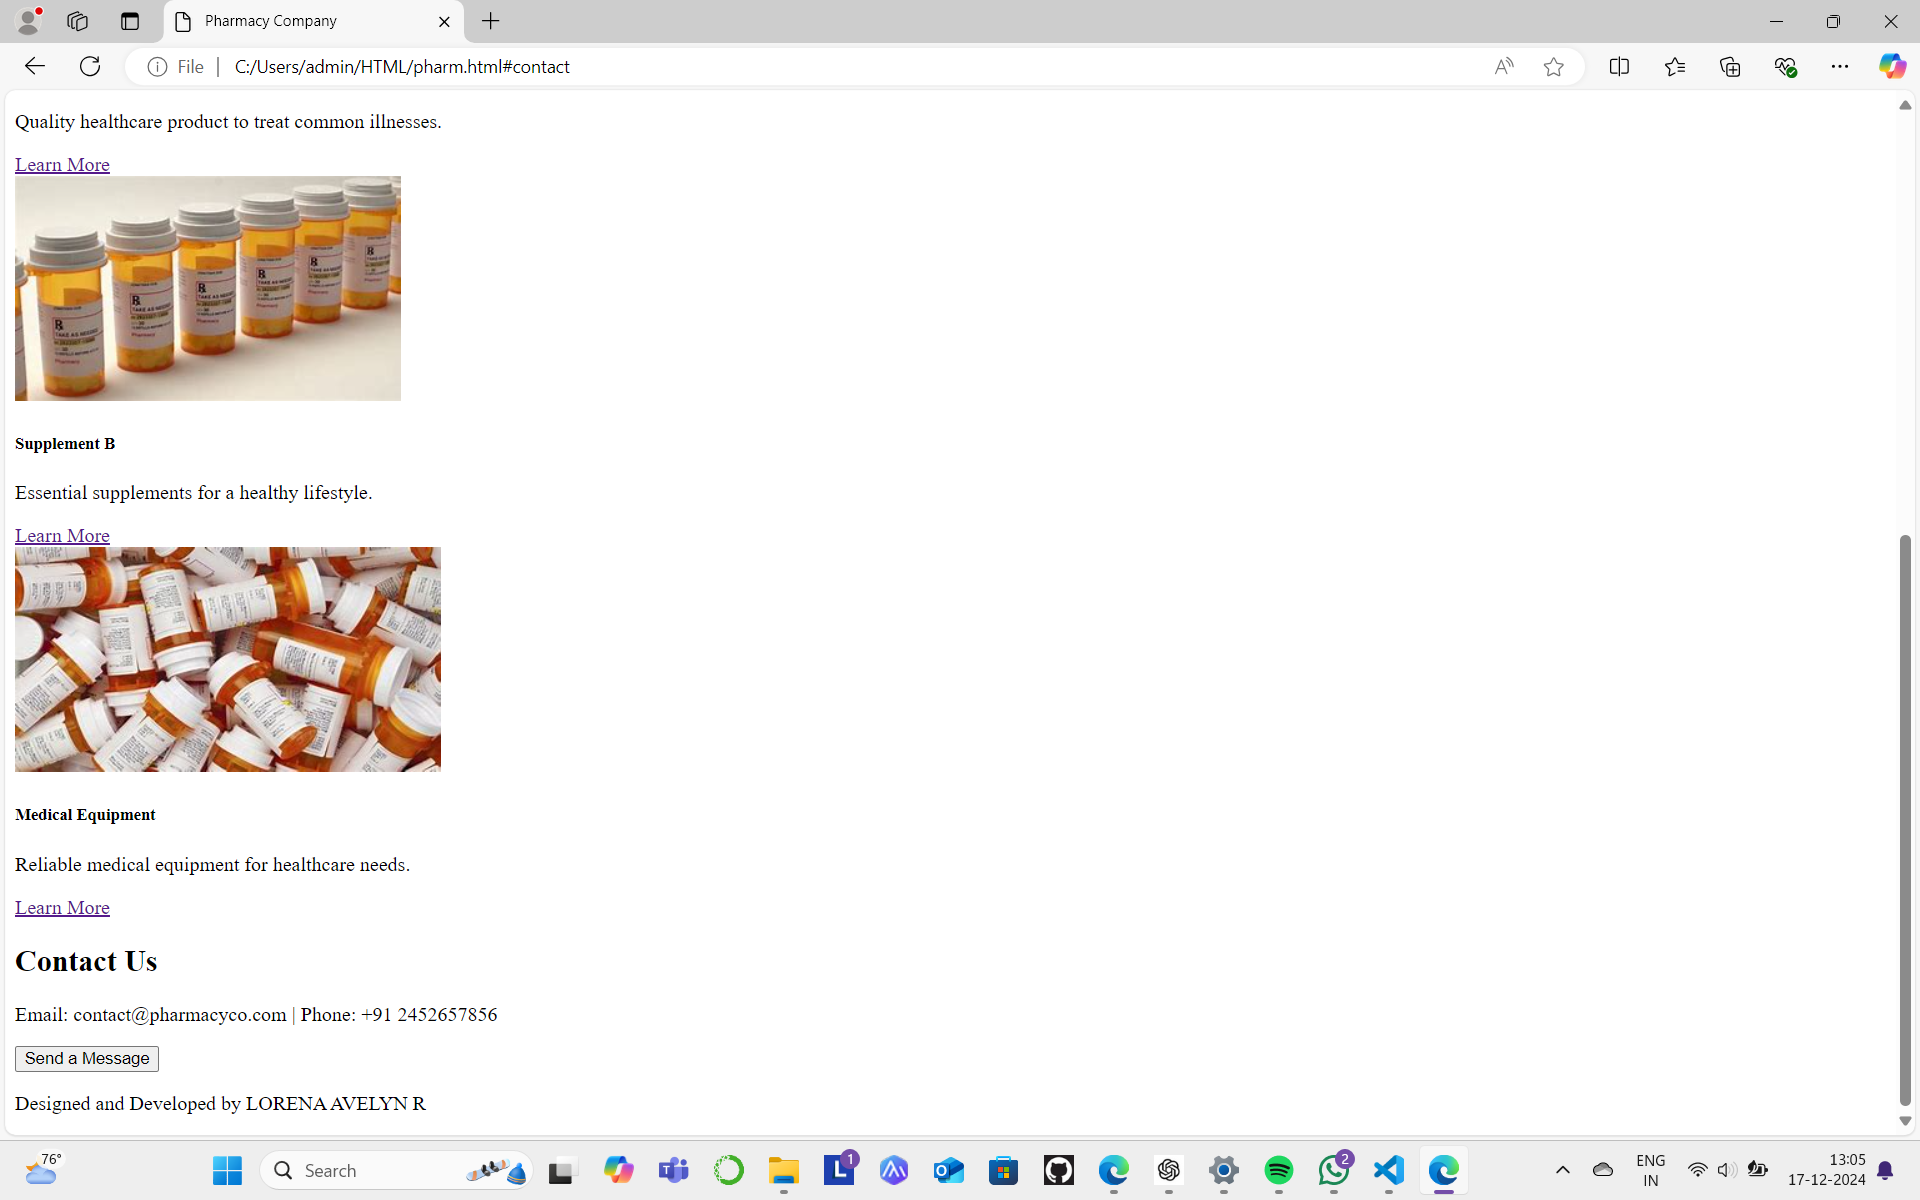 Pharmacy Company
File
C:/Users/admin/HTML/pharm.html#contact
Quality healthcare product to treat common illnesses.
Learn More
Supplement B
Essential supplements for a healthy lifestyle.
Learn More
Medical Equipment
Reliable medical equipment for healthcare needs.
Learn More
Contact Us
Email: contact@pharmacyco.com | Phone: +91 2452657856
Send a Message
Designed and Developed by LORENA AVELYN R
76°
Search
1
2
ENG
IN
13:05
17-12-2024